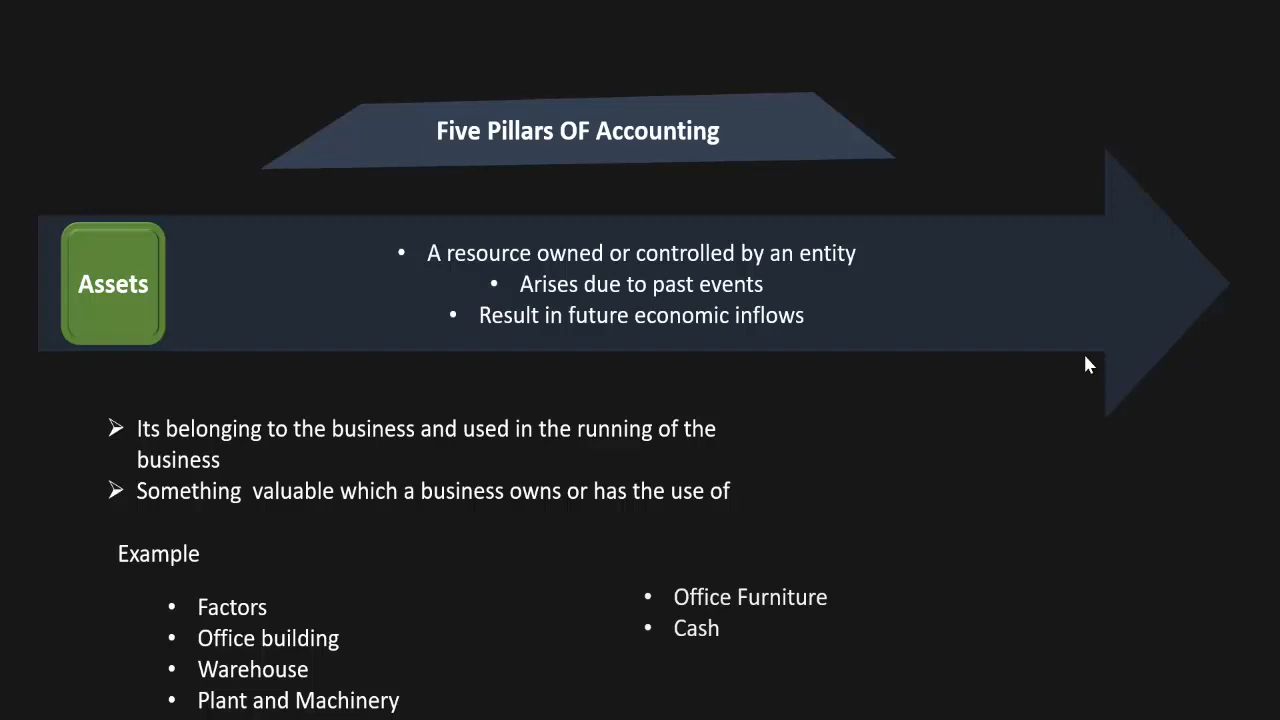 Five Pillars OF Accounting
Assets
• A resource owned or controlled by an entity
• Arises due to past events
• Result in future economic inflows
➢ Its belonging to the business and used in the running of the
business
➢ Something  valuable which a business owns or has the use of
Example
• Factors
• Office building
• Warehouse
• Plant and Machinery
• Office Furniture
• Cash